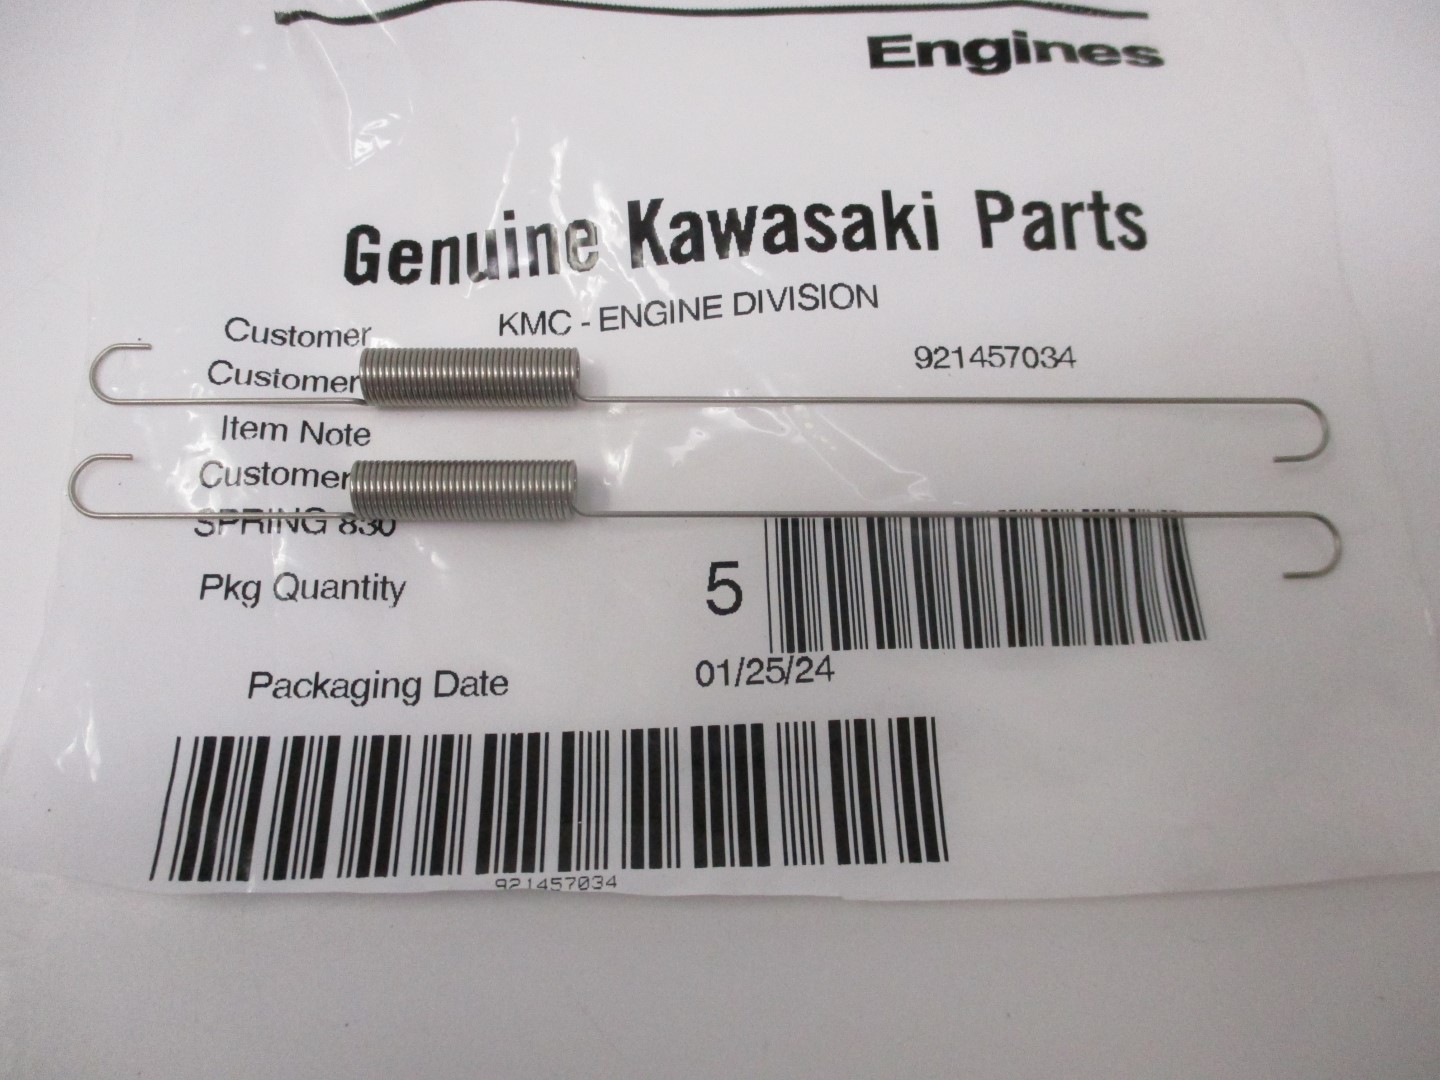 Engines
Genuine Kawasaki Parts
KMC - ENGINE DIVISION
Customer
Customer 921457034
Item Note
Customer
SPRING 830
Pkg Quantity 5
Packaging Date 01/25/24
921457034